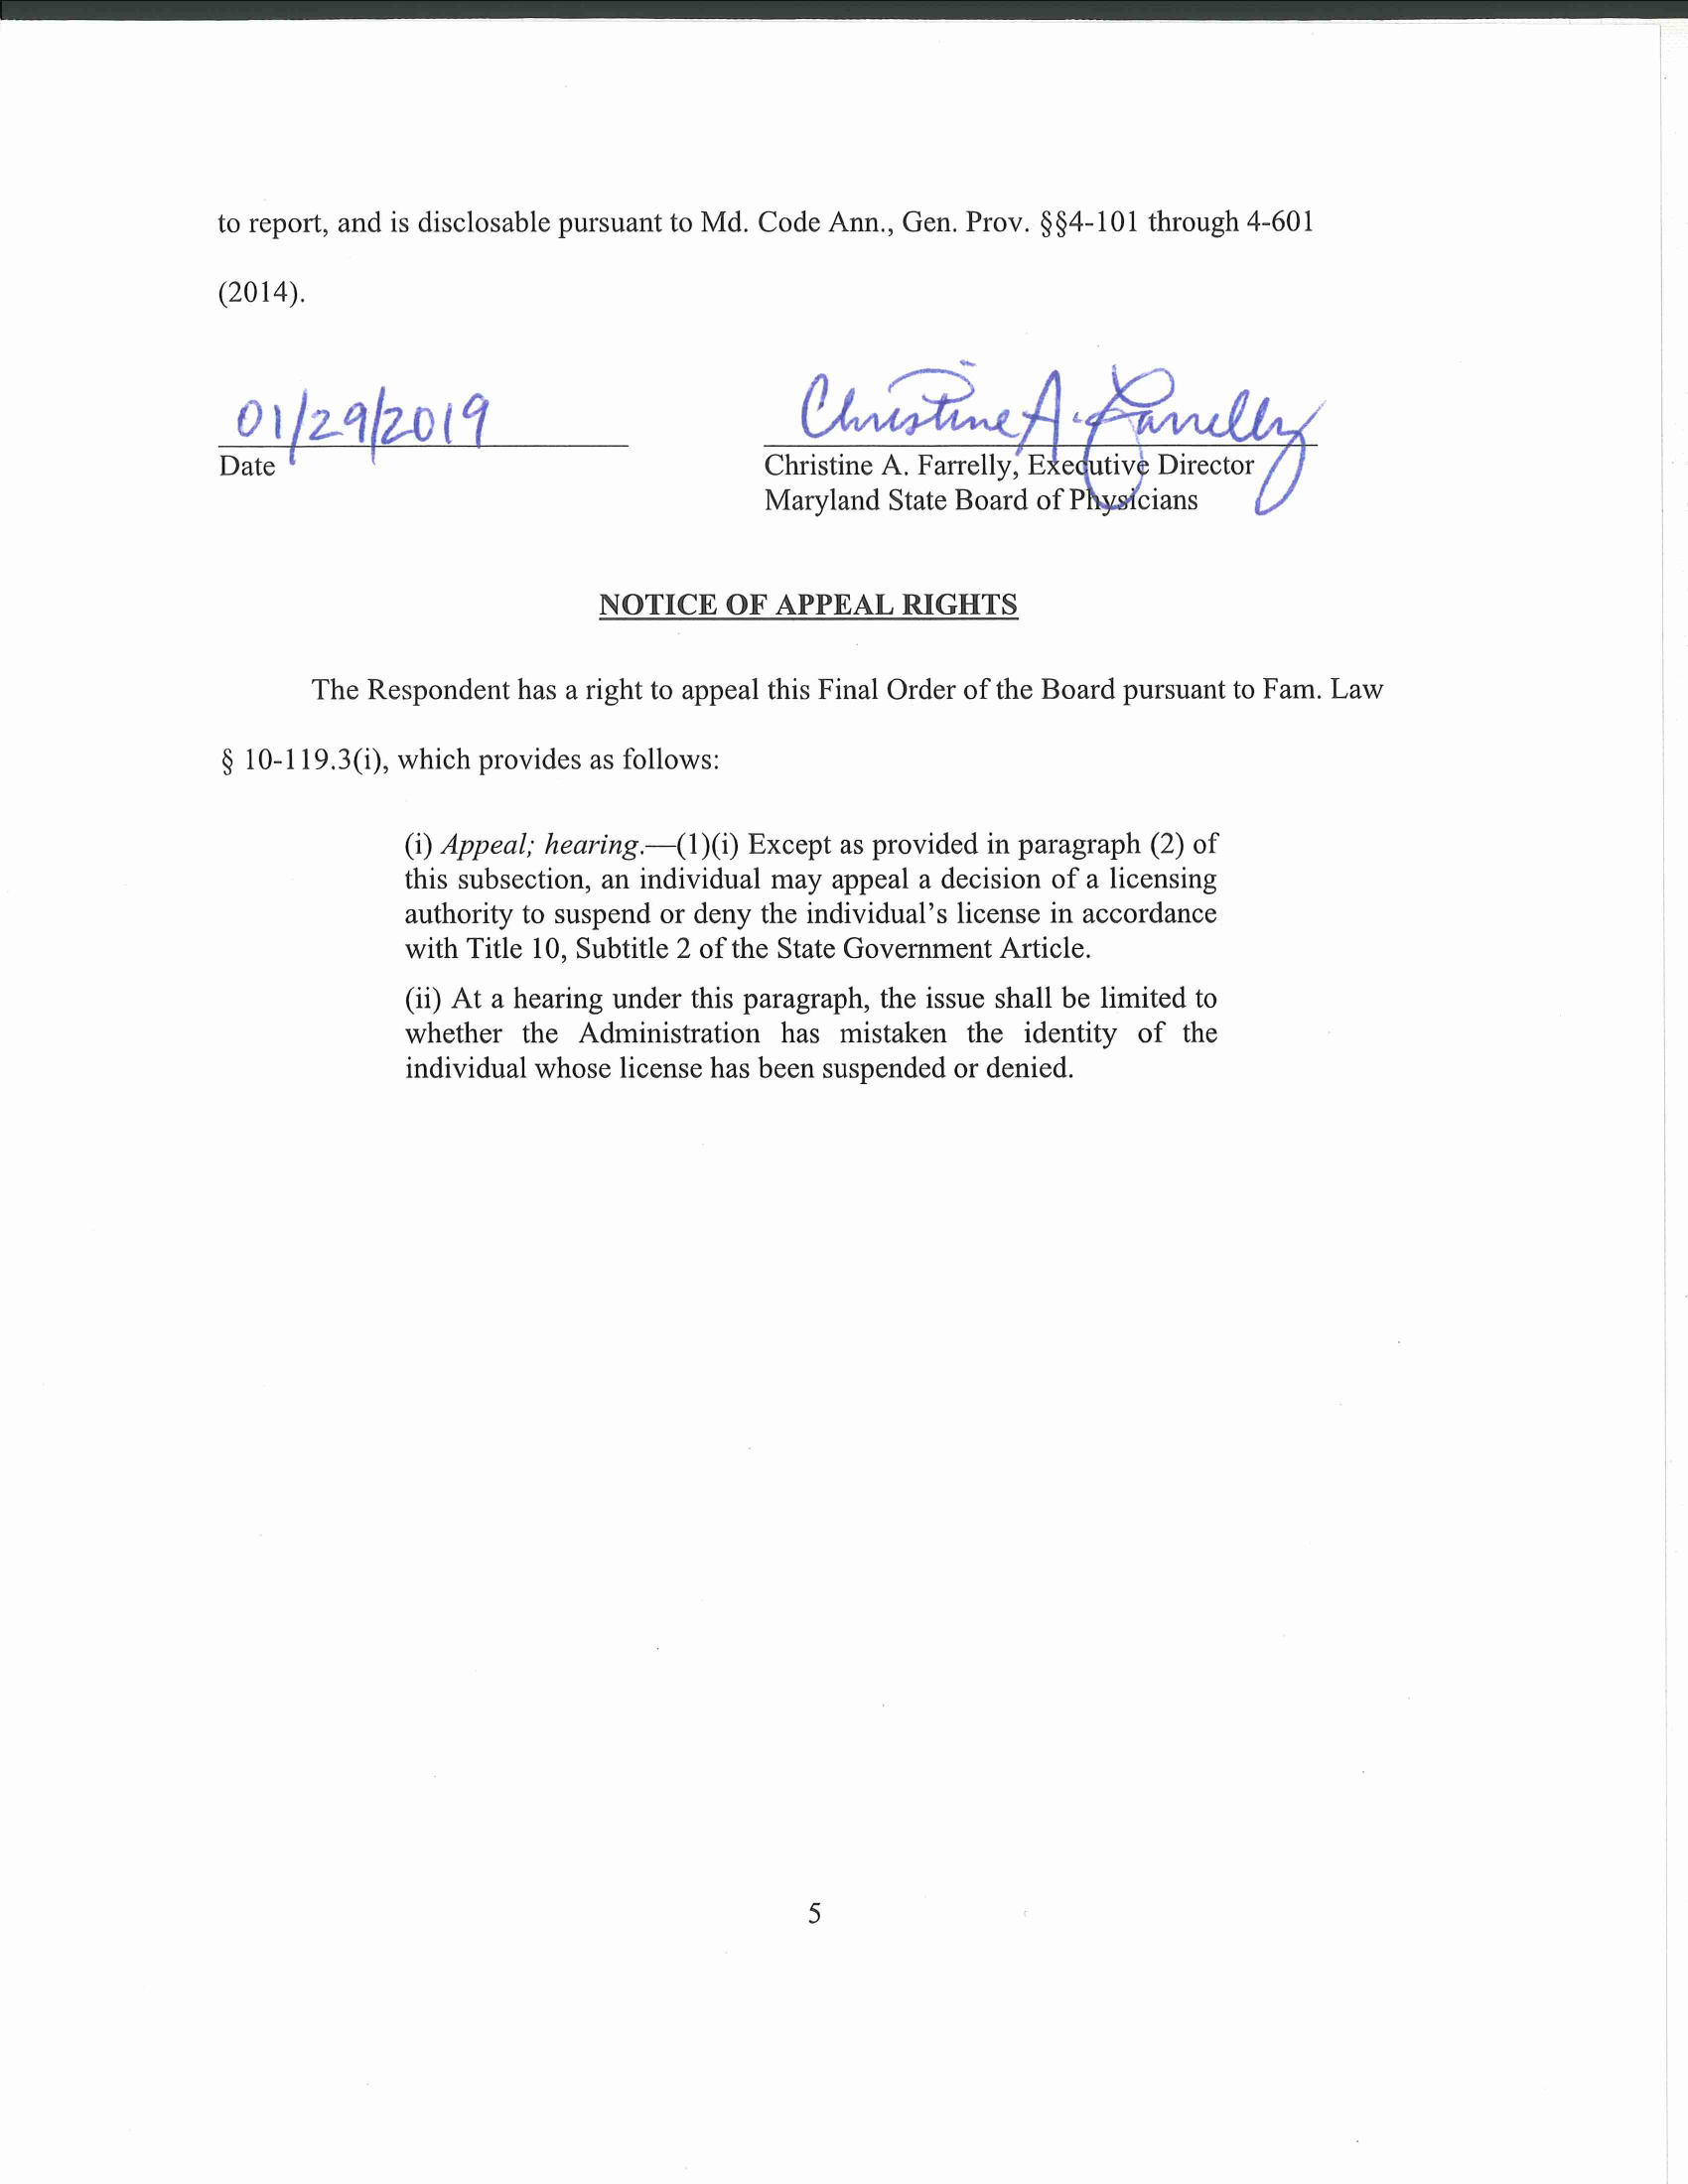 to report, and is disclosable pursuant to Md. Code Ann., Gen. Prov. §§4-101 through 4-601
(2014).
01/29/2019
Christine A. Farrelly
Date
Christine A. Farrelly, Executive Director
Maryland State Board of Physicians
NOTICE OF APPEAL RIGHTS
The Respondent has a right to appeal this Final Order of the Board pursuant to Fam. Law
§ 10-119.3(i), which provides as follows:
(i) Appeal; hearing.—(1)(i) Except as provided in paragraph (2) of
this subsection, an individual may appeal a decision of a licensing
authority to suspend or deny the individual's license in accordance
with Title 10, Subtitle 2 of the State Government Article.
(ii) At a hearing under this paragraph, the issue shall be limited to
whether the Administration has mistaken the identity of the
individual whose license has been suspended or denied.
5